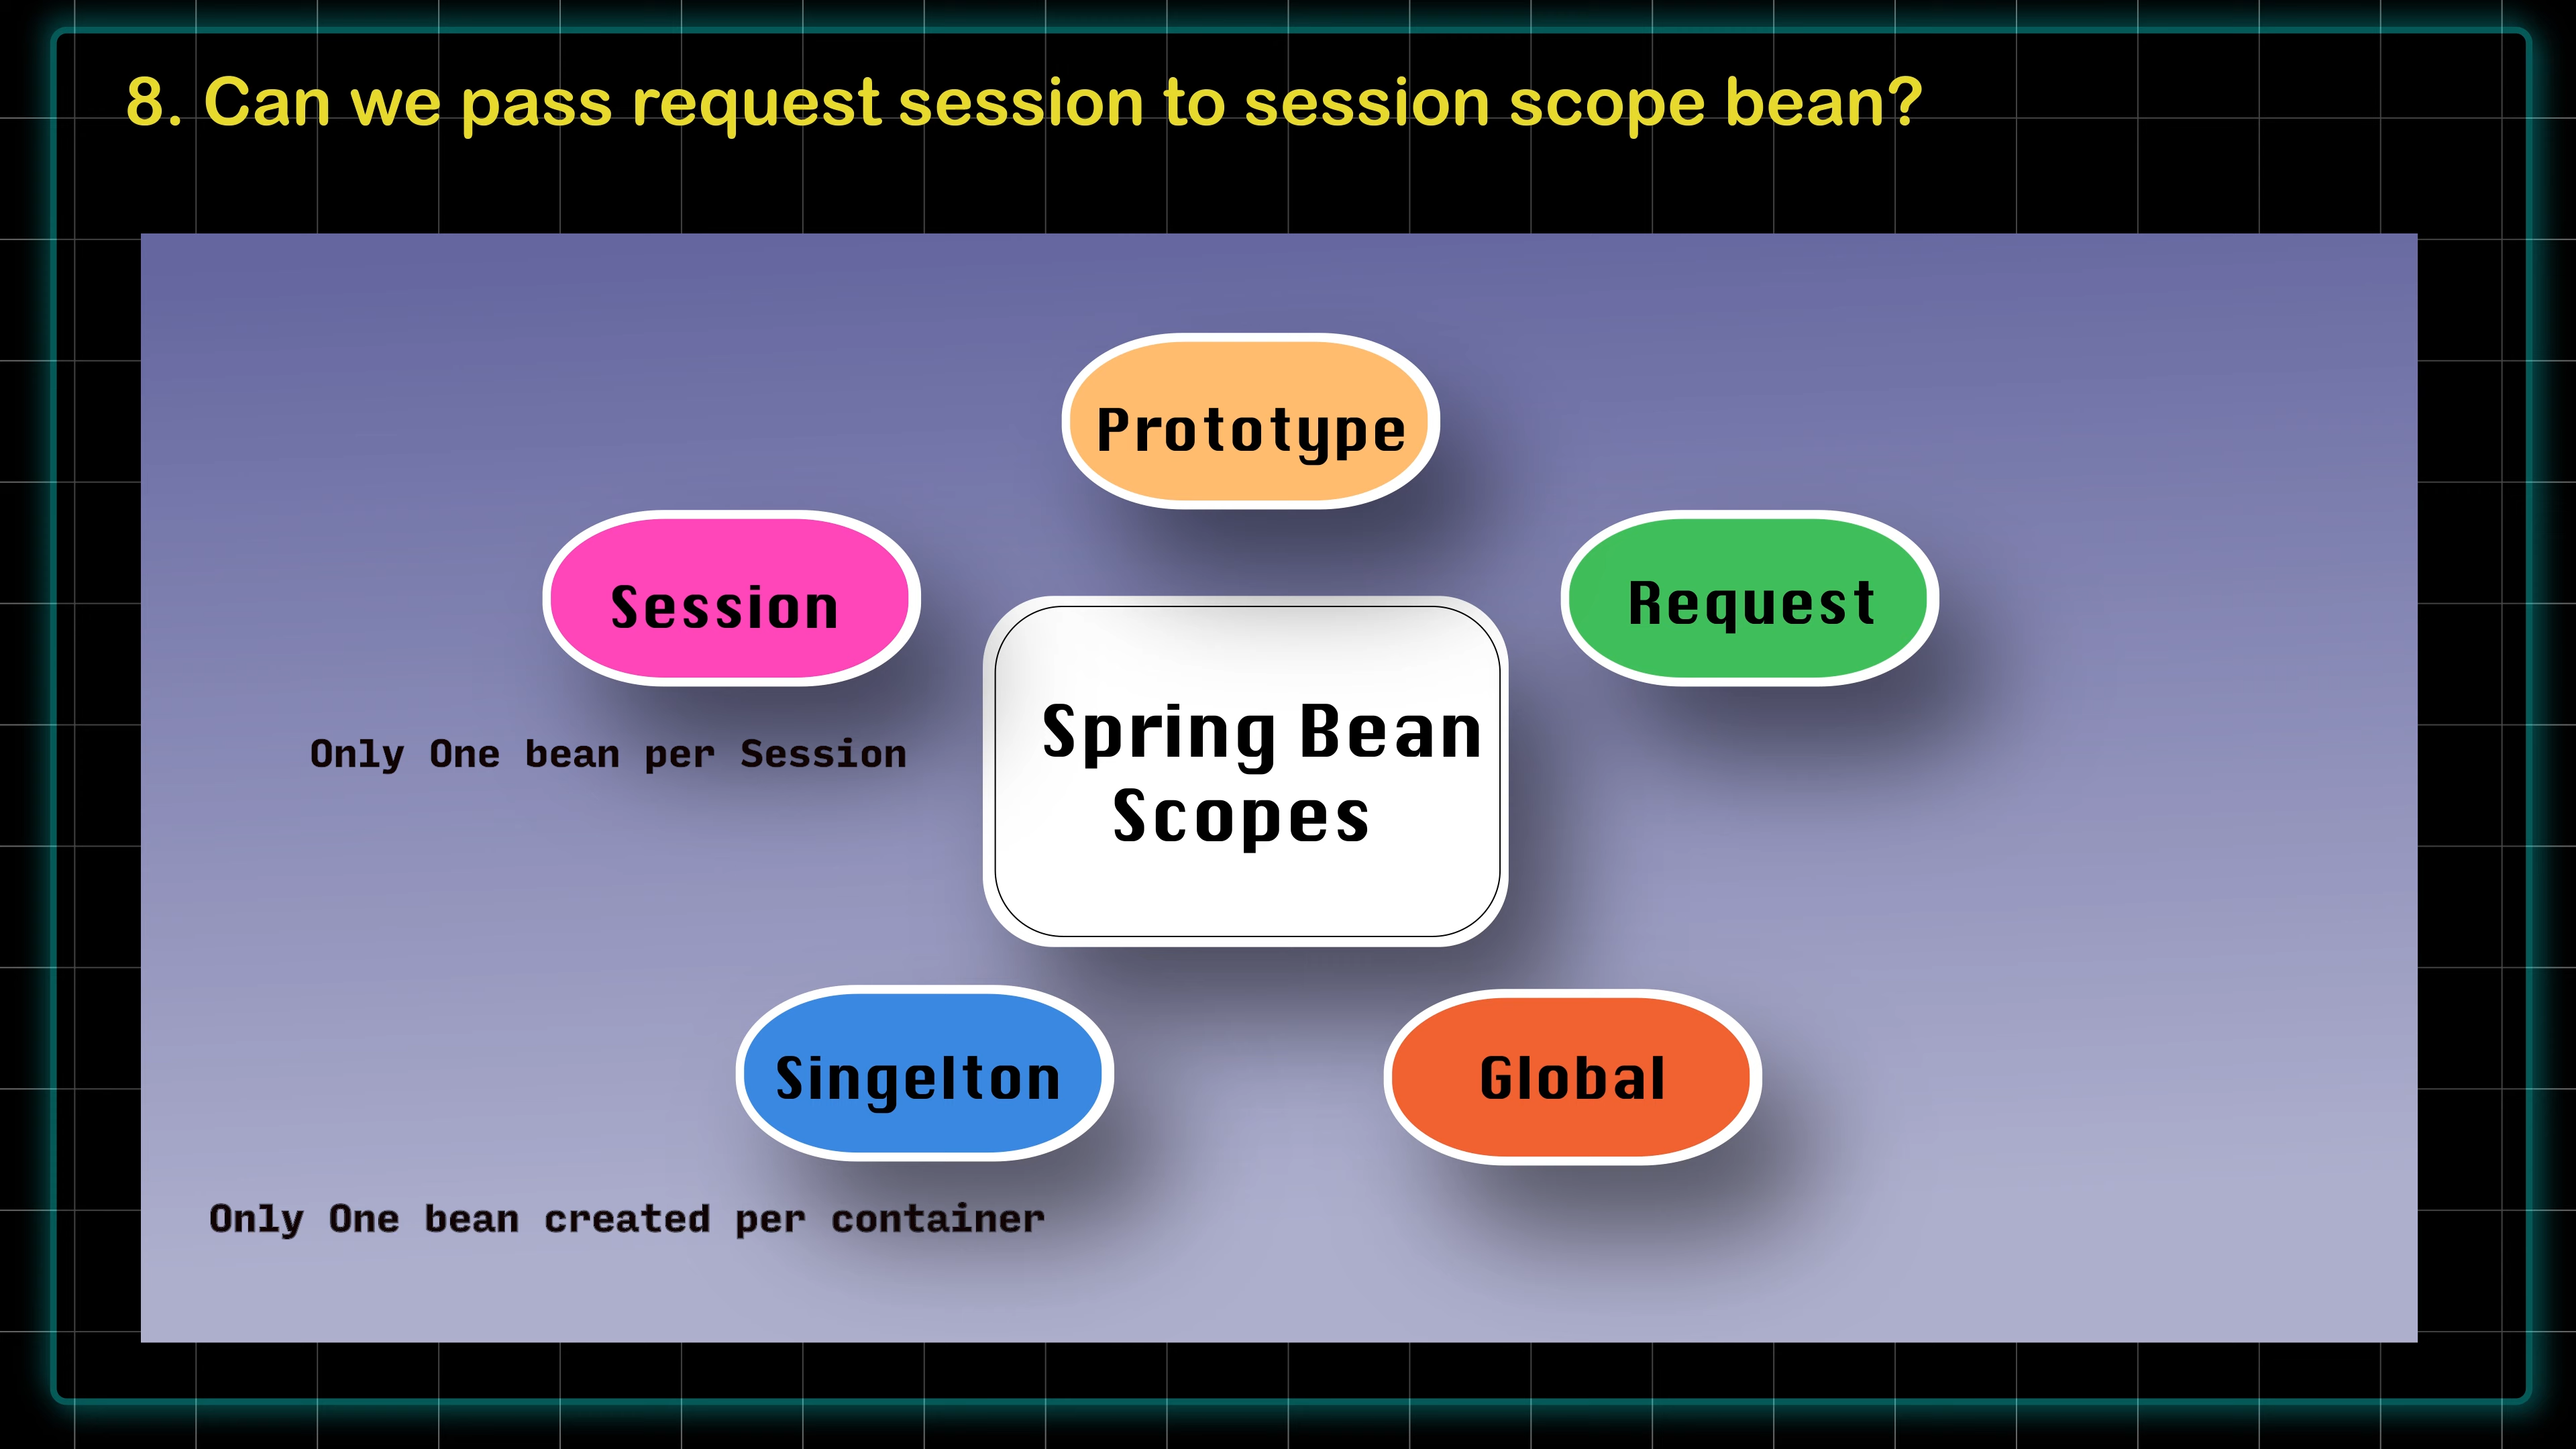 8. Can we pass request session to session scope bean?
Prototype
Session
Request
Spring Bean
Scopes
Only One bean per Session
Singelton
Global
Only One bean created per container